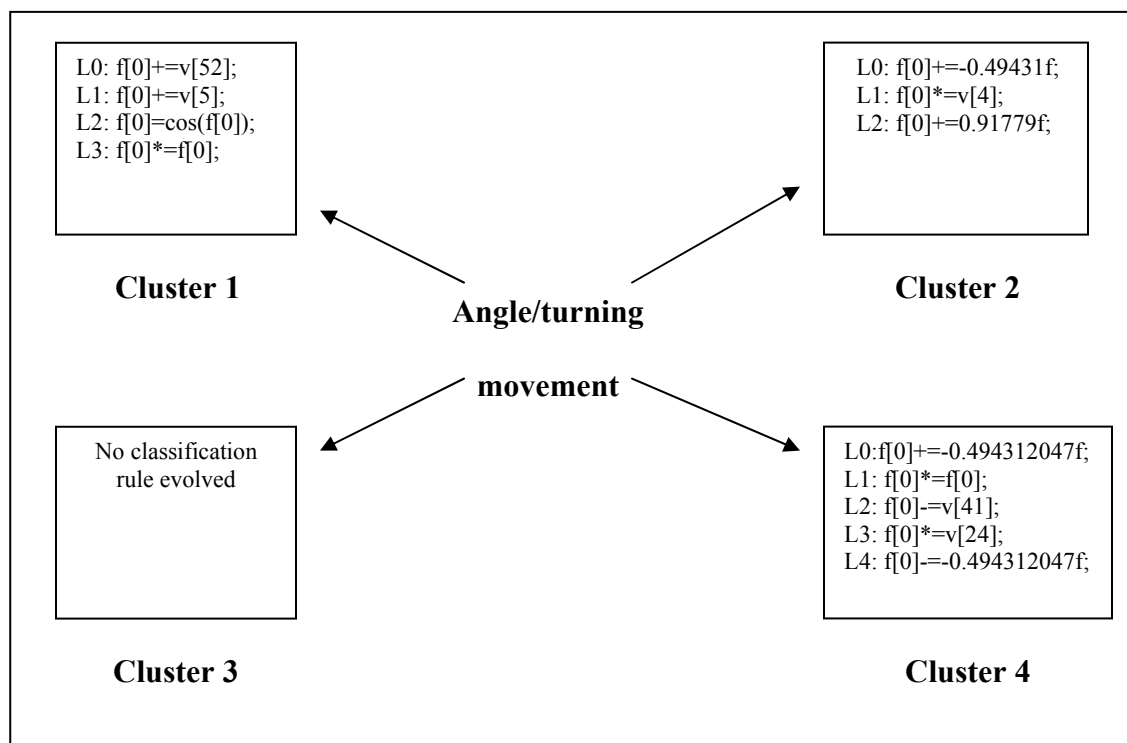 L0: f[0]+=v[52];
L1: f[0]+=v[5];
L2: f[0]=cos(f[0]);
L3: f[0]*=f[0];
Cluster 1
L0: f[0]+=-0.49431f;
L1: f[0]*=v[4];
L2: f[0]+=0.91779f;
Cluster 2
Angle/turning
movement
No classification
rule evolved
Cluster 3
L0:f[0]+=-0.494312047f;
L1: f[0]*=f[0];
L2: f[0]-=v[41];
L3: f[0]*=v[24];
L4: f[0]-=-0.494312047f;
Cluster 4